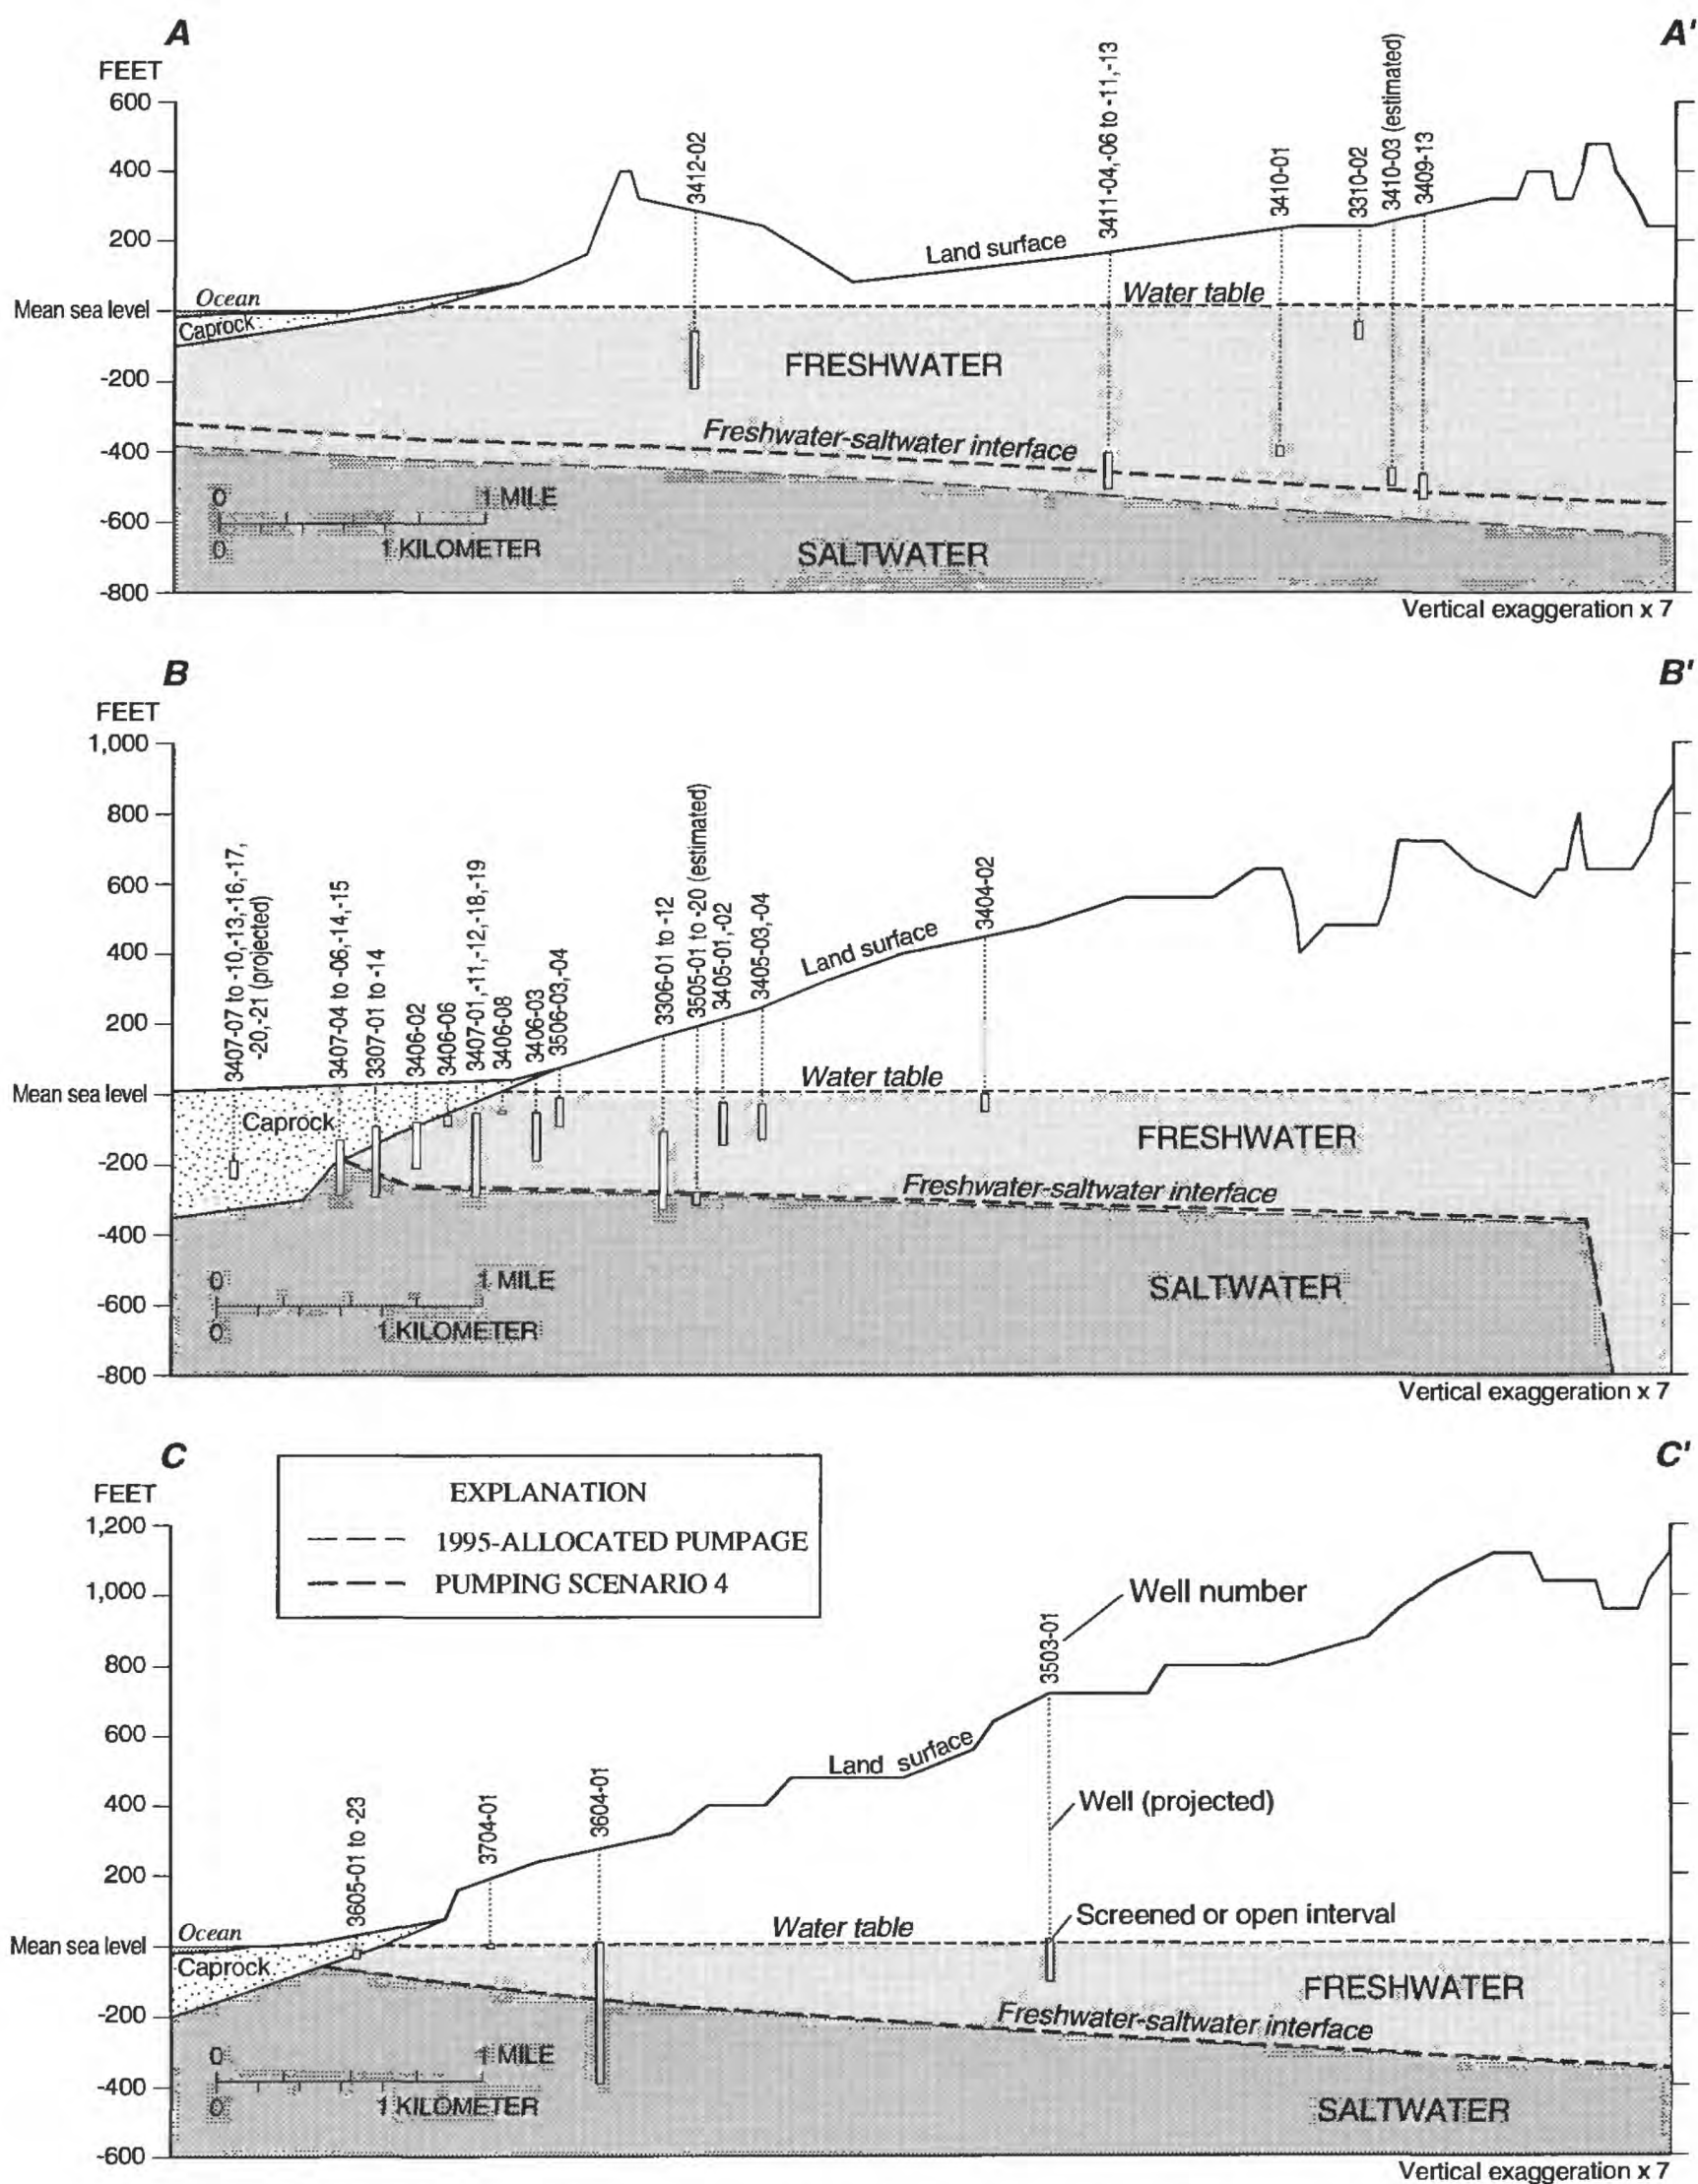 A
A'
FEET
600
400
200
Mean sea level
-200
-400
-600
-800
3412-02
3411-04,-06 to -11,-13
3410-01
3310-02
3410-03 (estimated)
3409-13
Land surface
Ocean
Caprock
Water table
FRESHWATER
Freshwater-saltwater interface
0
1 MILE
0
1 KILOMETER
SALTWATER
Vertical exaggeration x 7
B
B'
FEET
1,000
800
600
400
200
Mean sea level
-200
-400
-600
-800
3407-07 to -10,-13,-16,-17,
-20,-21 (projected)
3407-04 to -06,-14,-15
3307-01 to -14
3406-02
3406-06
3407-01,-11,-12,-18,-19
3406-08
3406-03
3506-03,-04
3306-01 to -12
3505-01 to -20 (estimated)
3405-01,-02
3405-03,-04
3404-02
Land surface
Water table
Caprock
FRESHWATER
Freshwater-saltwater interface
0
1 MILE
0
1 KILOMETER
SALTWATER
Vertical exaggeration x 7
C
C'
FEET
1,200
1,000
800
600
400
200
Mean sea level
-200
-400
-600
EXPLANATION
1995-ALLOCATED PUMPAGE
PUMPING SCENARIO 4
Well number
3503-01
3605-01 to -23
3704-01
3604-01
Land surface
Well (projected)
Screened or open interval
Ocean
Water table
Caprock
FRESHWATER
Freshwater-saltwater interface
0
1 MILE
0
1 KILOMETER
SALTWATER
Vertical exaggeration x 7